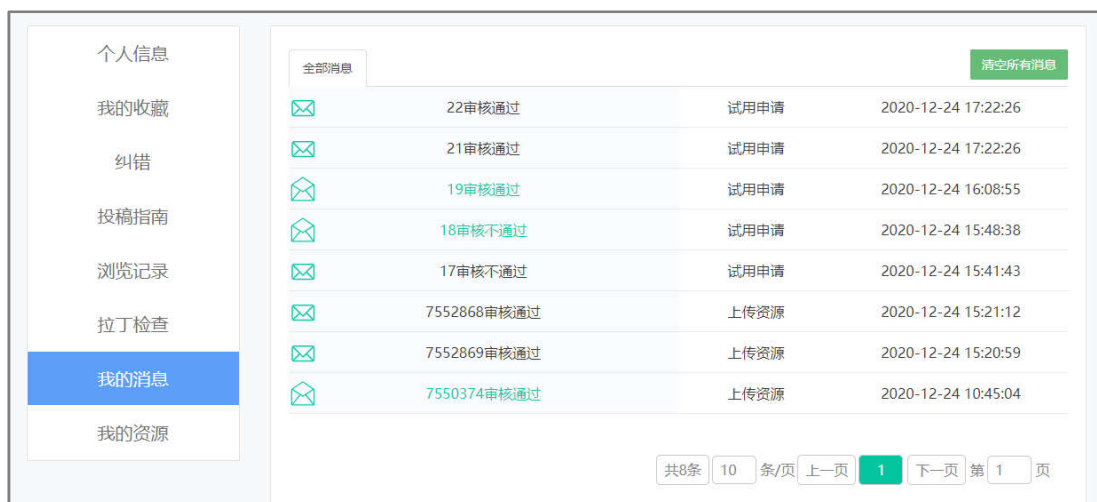 个人信息
我的收藏
纠错
投稿指南
浏览记录
拉丁检查
我的消息
我的资源
全部消息 清空所有消息
22审核通过 试用申请 2020-12-24 17:22:26
21审核通过 试用申请 2020-12-24 17:22:26
19审核通过 试用申请 2020-12-24 16:08:55
18审核不通过 试用申请 2020-12-24 15:48:38
17审核不通过 试用申请 2020-12-24 15:41:43
7552868审核通过 上传资源 2020-12-24 15:21:12
7552869审核通过 上传资源 2020-12-24 15:20:59
7550374审核通过 上传资源 2020-12-24 10:45:04
共8条 10 条/页 上一页 1 下一页 第 1 页